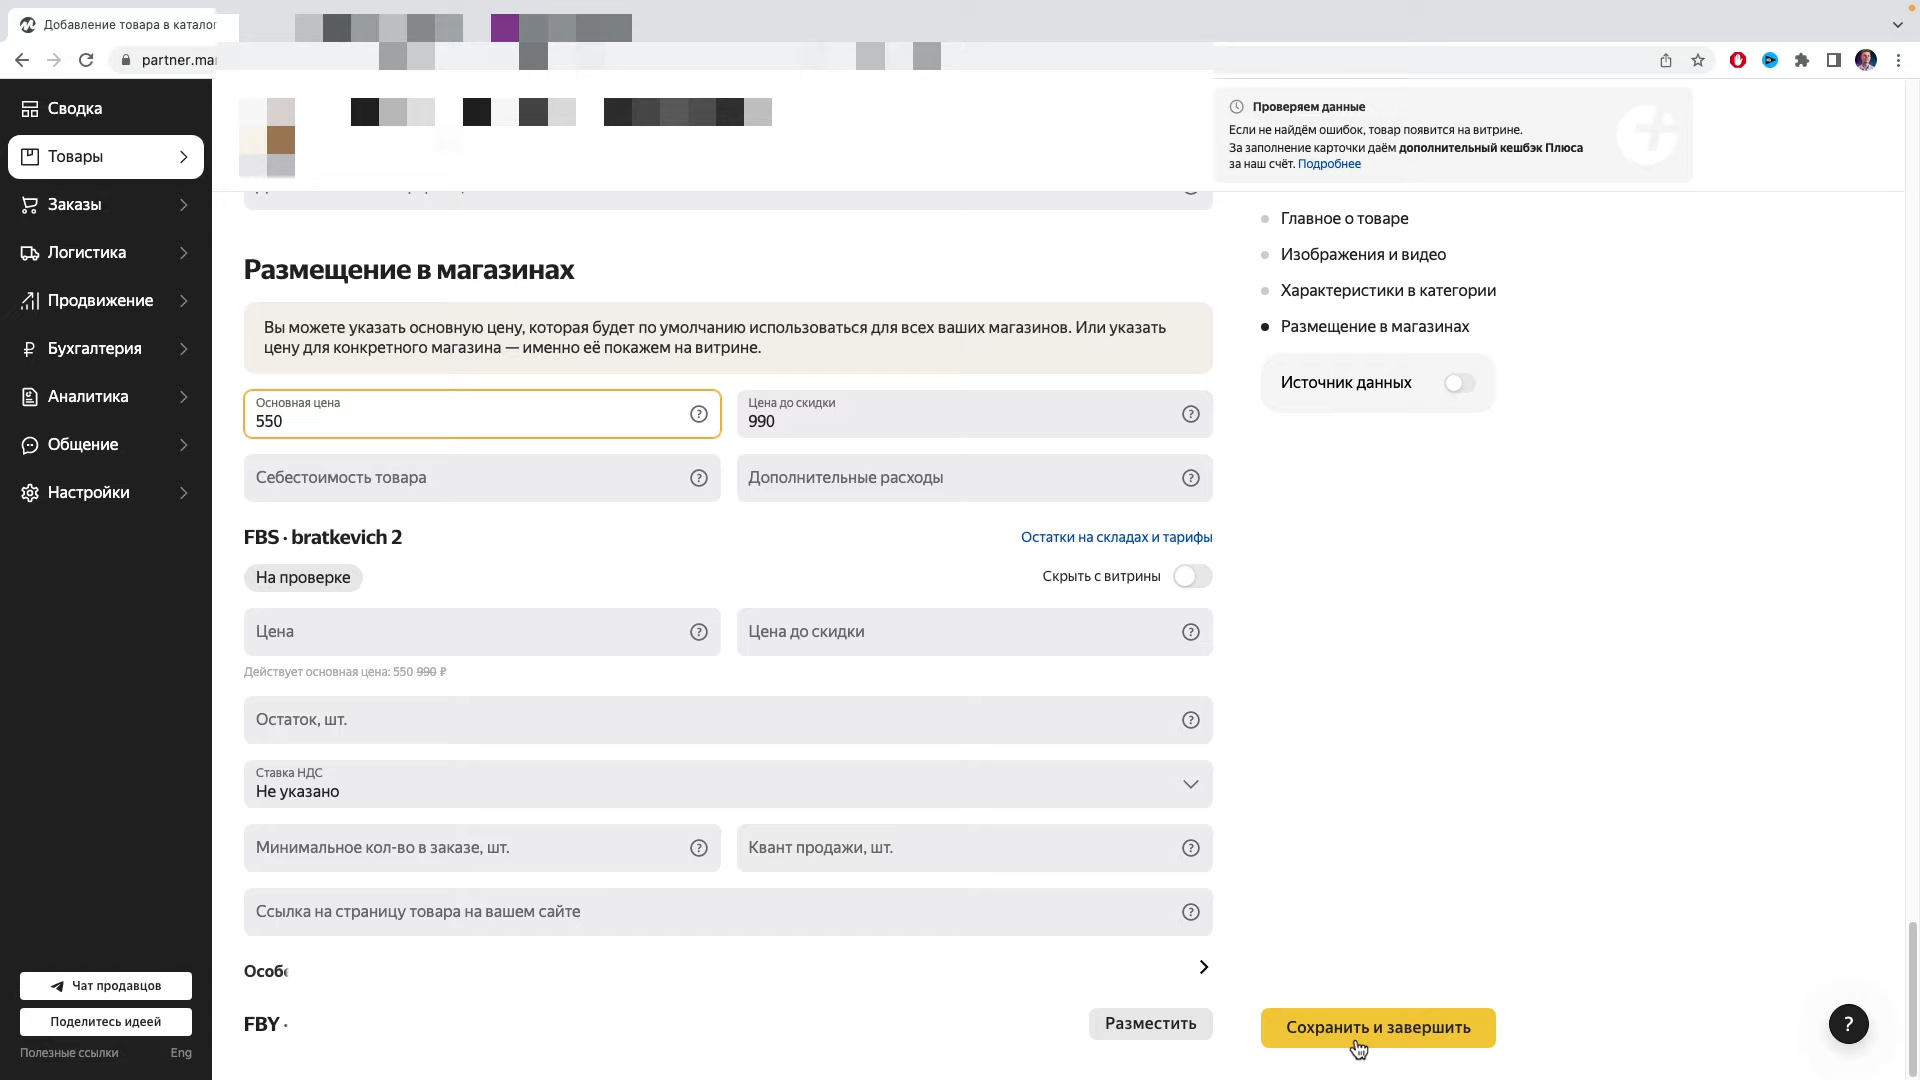 Добавление товара в каталог
partner.mar
Сводка
Товары
Заказы
Логистика
Продвижение
Бухгалтерия
Аналитика
Общение
Настройки
Чат продавцов
Поделитесь идеей
Полезные ссылки
Eng
Проверяем данные
Если не найдём ошибок, товар появится на витрине.
За заполнение карточки даём дополнительный кешбэк Плюса
за наш счёт. Подробнее
Размещение в магазинах
Вы можете указать основную цену, которая будет по умолчанию использоваться для всех ваших магазинов. Или указать
цену для конкретного магазина — именно её покажем на витрине.
Основная цена
550
Цена до скидки
990
Себестоимость товара
Дополнительные расходы
FBS · bratkevich 2
Остатки на складах и тарифы
На проверке
Скрыть с витрины
Цена
Цена до скидки
Действует основная цена: 550 990 ₽
Остаток, шт.
Ставка НДС
Не указано
Минимальное кол-во в заказе, шт.
Квант продажи, шт.
Ссылка на страницу товара на вашем сайте
Особе
FBY ·
Разместить
Главное о товаре
Изображения и видео
Характеристики в категории
Размещение в магазинах
Источник данных
Сохранить и завершить
?